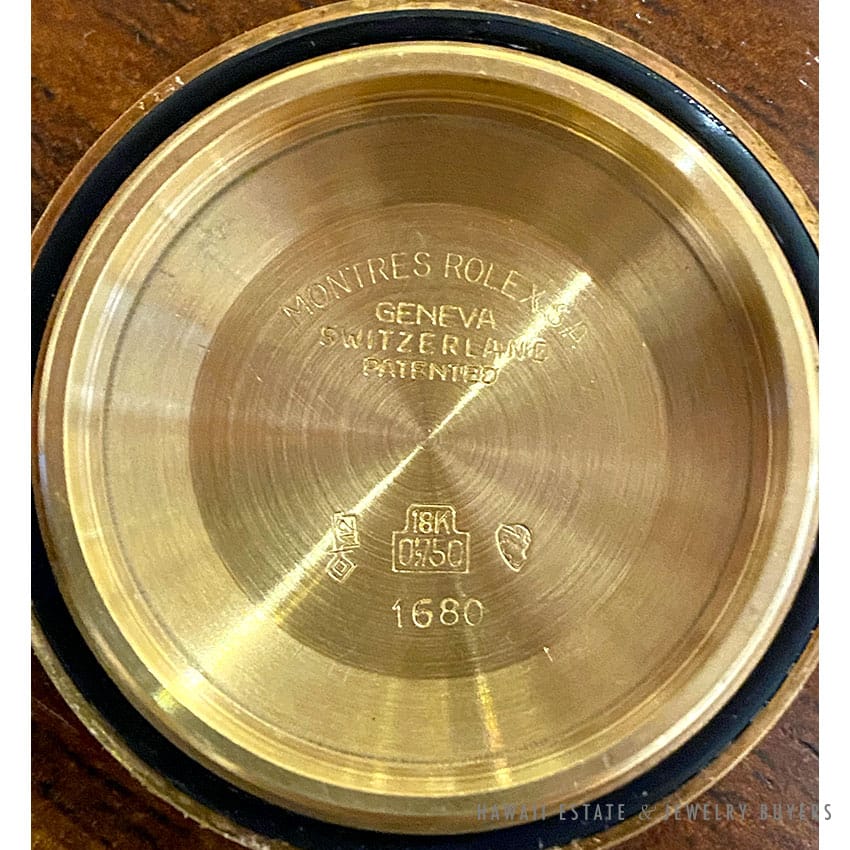 MONTRES ROLEX S.A.
GENEVA
SWITZERLAND
PATENTED
18K
0,750
1680
HAWAII ESTATE & JEWELRY BUYERS